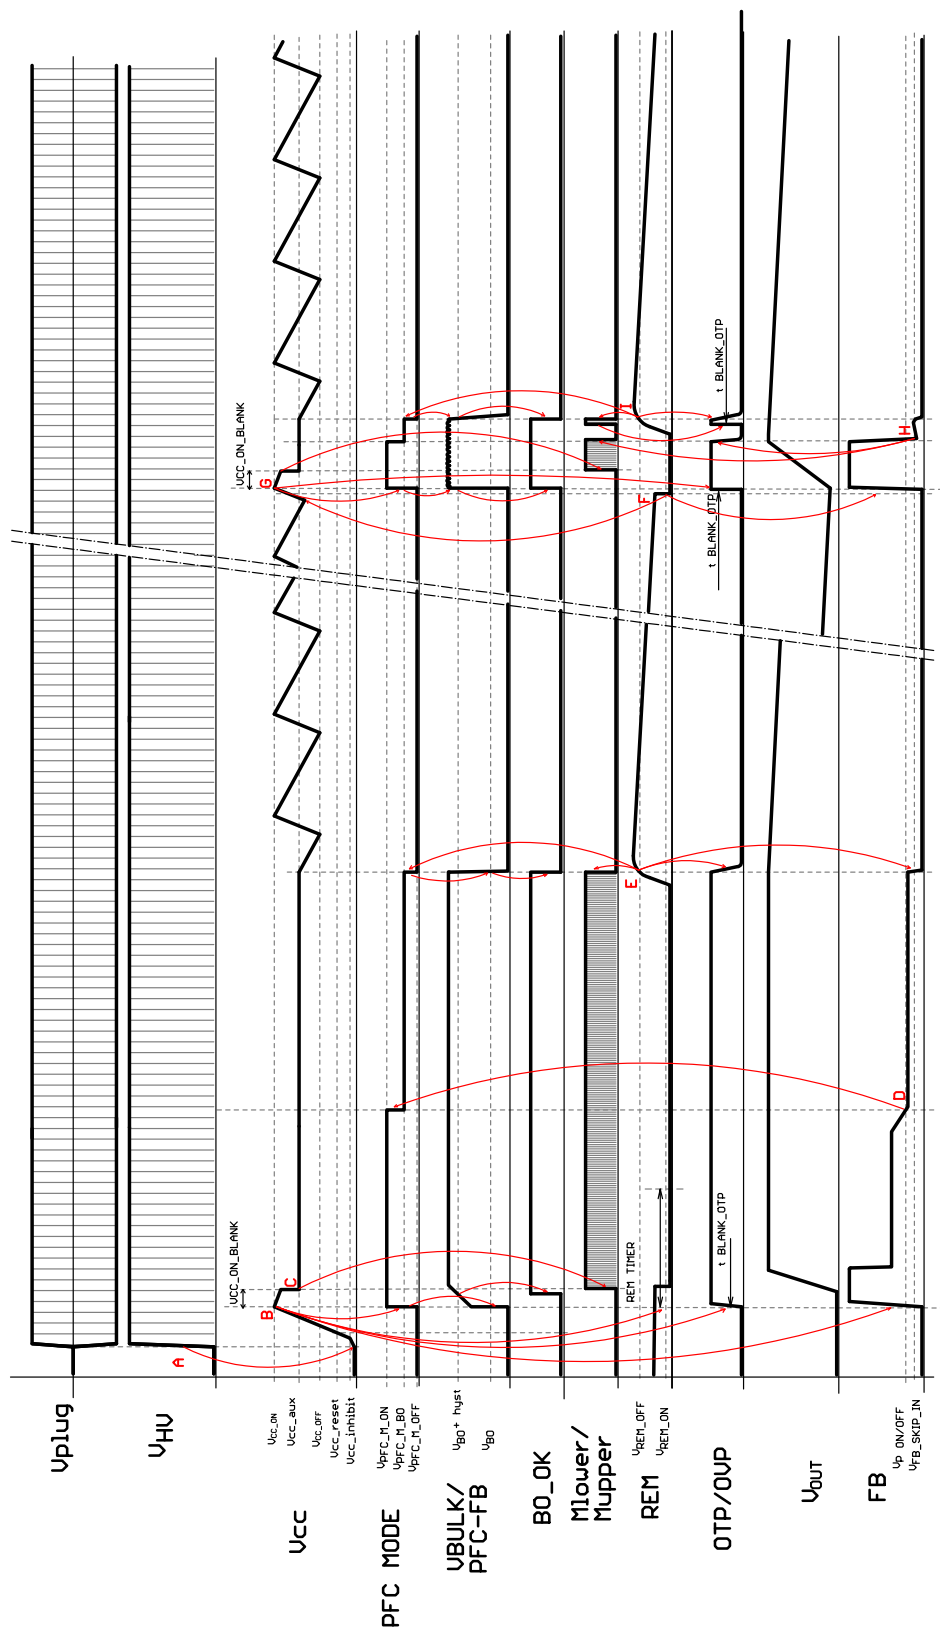 Vplug
VHV
VCC_ON
Vcc_aux
VCC_OFF
Vcc_reset
Vcc_inhibit
Vcc
VPFC_M_ON
VPFC_M_BO
VPFC_M_OFF
PFC MODE
VBO + hyst
VBO
VBULK/
PFC-FB
BO_OK
Mlower/
Mupper
VREM_OFF
VREM_ON
REM
OTP/OVP
VOUT
VP ON/OFF
VFB_SKIP_IN
FB
A
B
C
D
E
F
G
H
I
VCC_ON_BLANK
VCC_ON_BLANK
REM TIMER
t BLANK_OTP
t BLANK_OTP
t BLANK_OTP